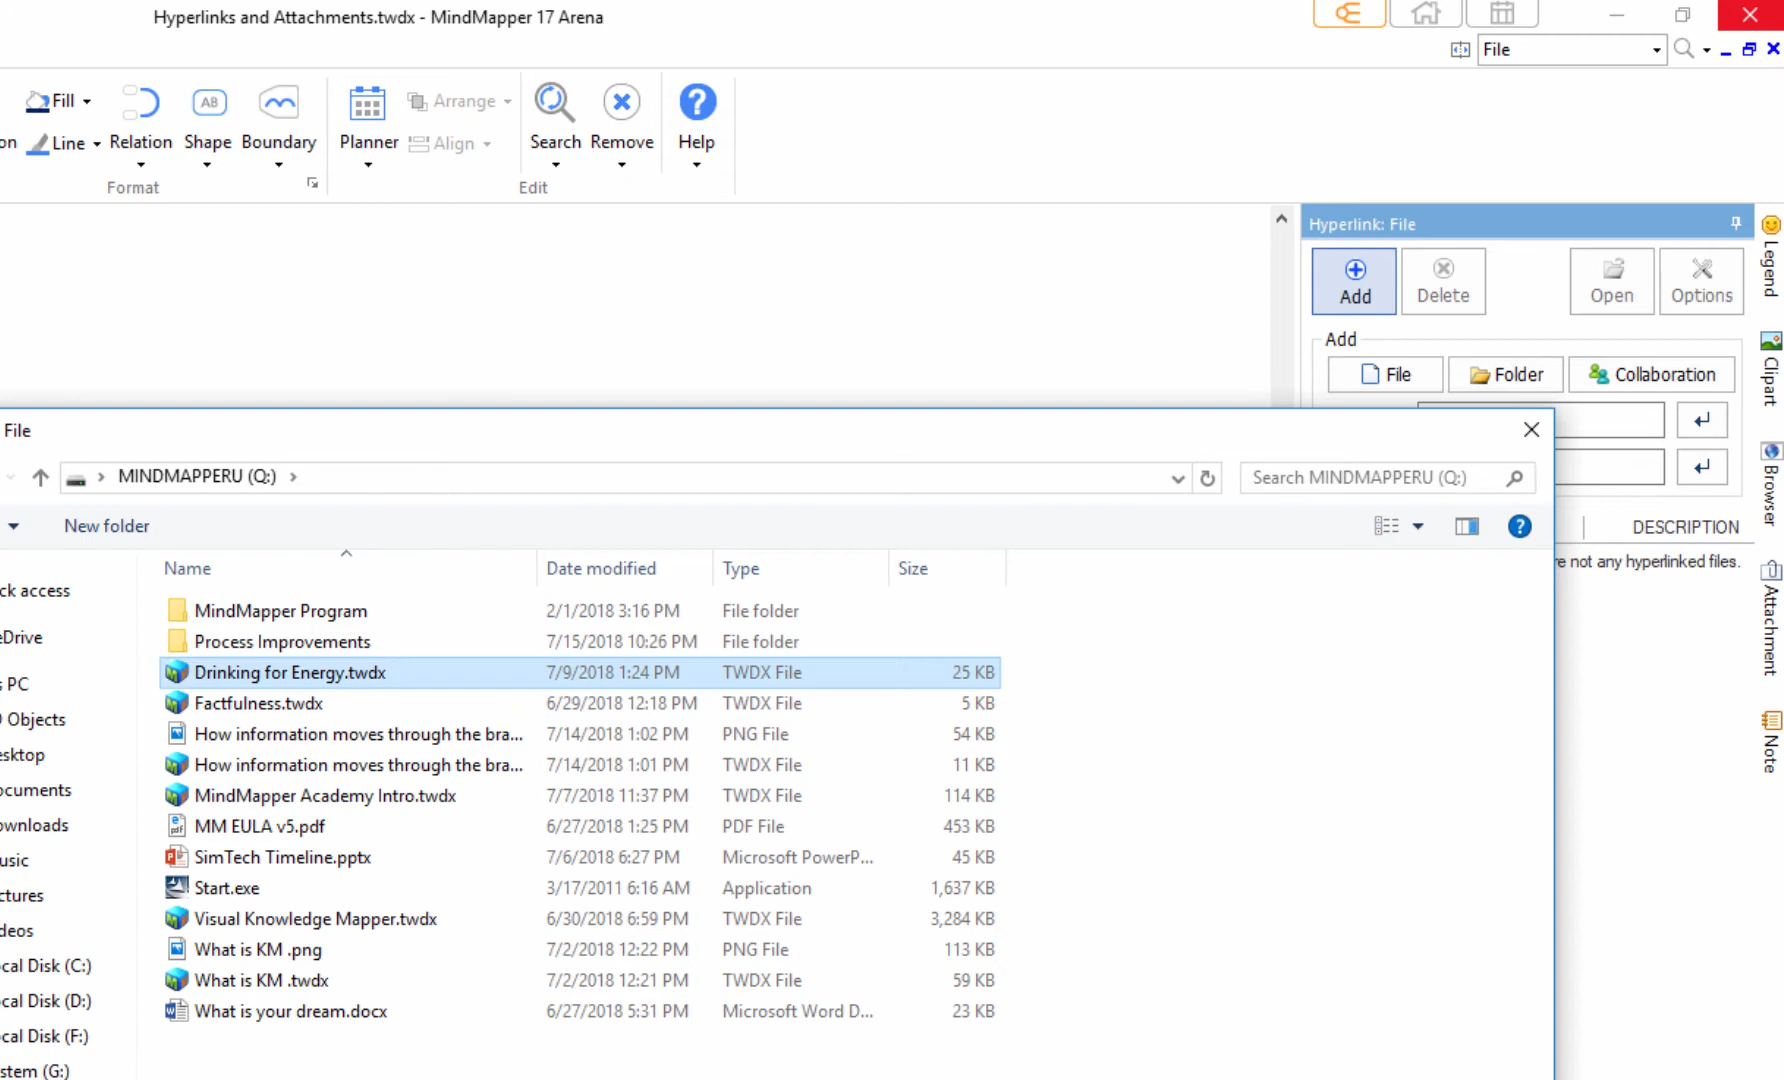 Hyperlinks and Attachments.twdx - MindMapper 17 Arena
File
Fill
on Line Relation Shape Boundary
AB
Format
Planner
Arrange
Align
Search Remove
Edit
Help
Hyperlink: File
Add Delete Open Options
Add
File Folder Collaboration
DESCRIPTION
re not any hyperlinked files.
Legend
Clipart
Browser
Attachment
Note
File
MINDMAPPERU (Q:)
Search MINDMAPPERU (Q:)
New folder
Name Date modified Type Size
MindMapper Program 2/1/2018 3:16 PM File folder
Process Improvements 7/15/2018 10:26 PM File folder
Drinking for Energy.twdx 7/9/2018 1:24 PM TWDX File 25 KB
Factfulness.twdx 6/29/2018 12:18 PM TWDX File 5 KB
How information moves through the bra... 7/14/2018 1:02 PM PNG File 54 KB
How information moves through the bra... 7/14/2018 1:01 PM TWDX File 11 KB
MindMapper Academy Intro.twdx 7/7/2018 11:37 PM TWDX File 114 KB
MM EULA v5.pdf 6/27/2018 1:25 PM PDF File 453 KB
SimTech Timeline.pptx 7/6/2018 6:27 PM Microsoft PowerP... 45 KB
Start.exe 3/17/2011 6:16 AM Application 1,637 KB
Visual Knowledge Mapper.twdx 6/30/2018 6:59 PM TWDX File 3,284 KB
What is KM .png 7/2/2018 12:22 PM PNG File 113 KB
What is KM .twdx 7/2/2018 12:21 PM TWDX File 59 KB
What is your dream.docx 6/27/2018 5:31 PM Microsoft Word D... 23 KB
ck access
eDrive
s PC
Objects
esktop
ocuments
ownloads
usic
ctures
deos
cal Disk (C:)
cal Disk (D:)
cal Disk (F:)
stem (G:)